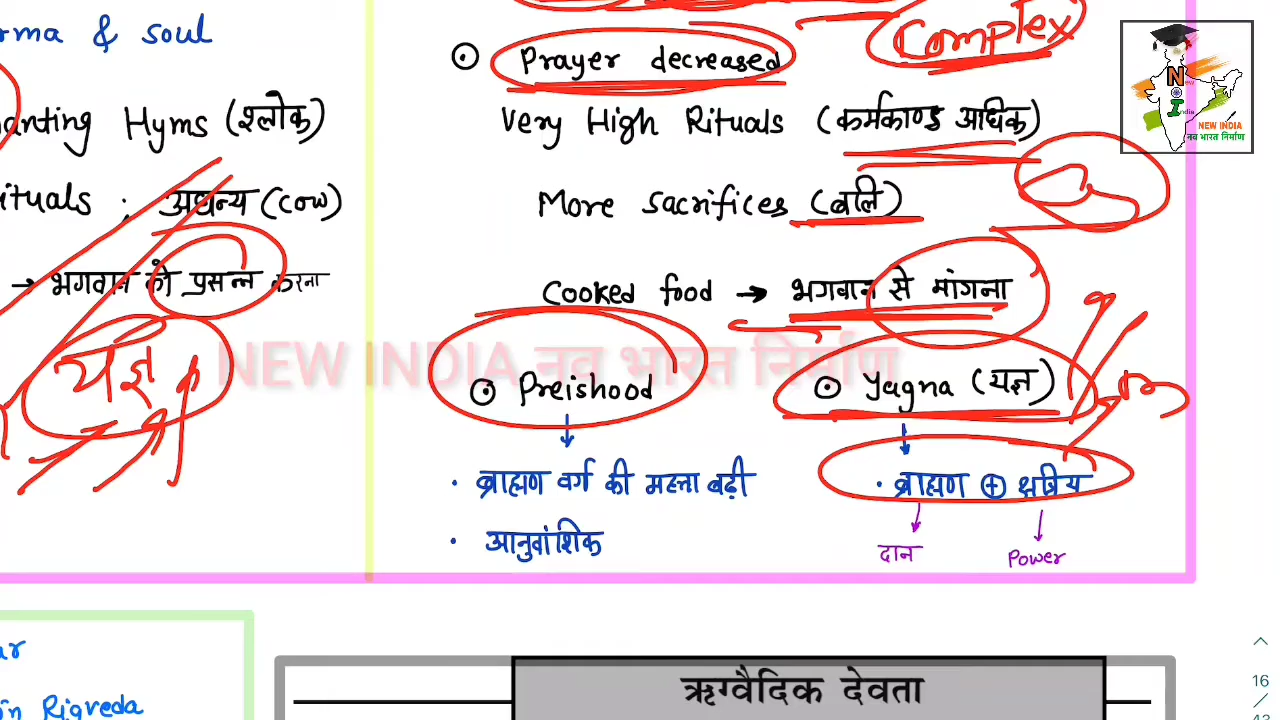 rma & soul
anting Hyms (श्लोक)
ituals ; अघन्य (cow)
→ भगवान को प्रसन्न करना
यज्ञ
Complex
Prayer decreased
Very High Rituals (कर्मकाण्ड अधिक)
More sacrifices (बलि)
Cooked food → भगवान से मांगना
Preishood
Yagna (यज्ञ)
· ब्राह्मण वर्ग की महत्ता बढ़ी
· आनुवांशिक
· ब्राह्मण + क्षत्रिय
दान
Power
NEW INDIA नव भारत निर्माण
N
I
India
NEW INDIA
नव भारत निर्माण
ar
in Rigveda
ऋग्वैदिक देवता
16
/
43